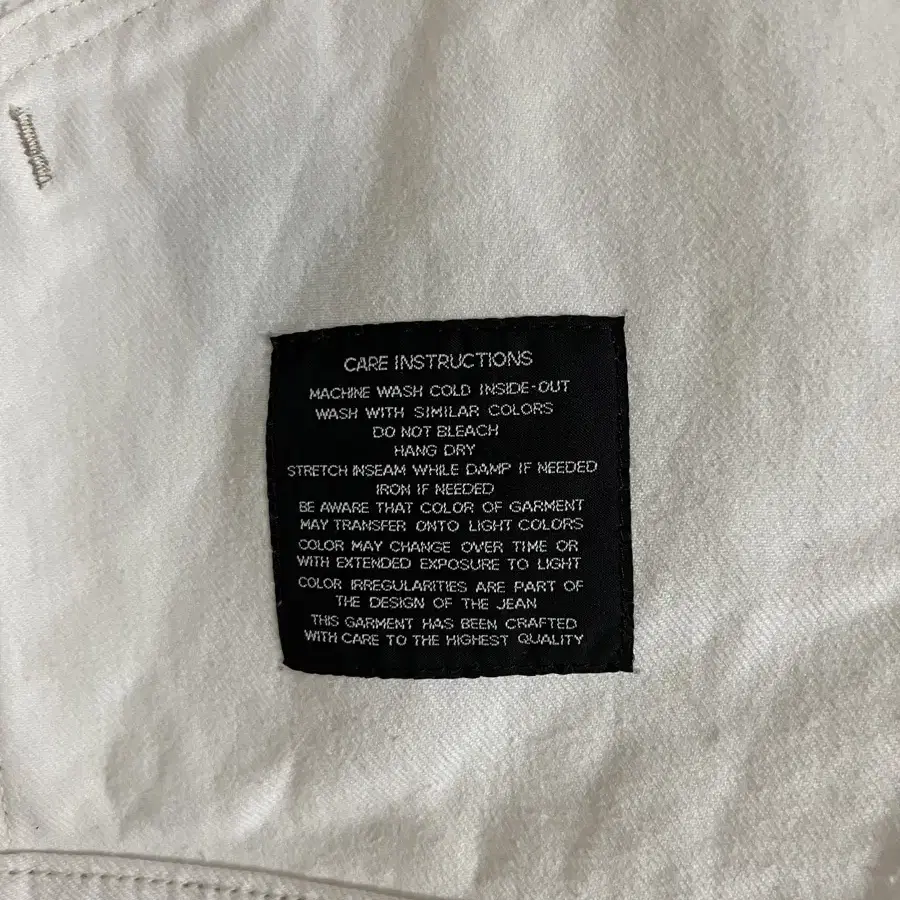 CARE INSTRUCTIONS
MACHINE WASH COLD INSIDE-OUT
WASH WITH SIMILAR COLORS
DO NOT BLEACH
HANG DRY
STRETCH INSEAM WHILE DAMP IF NEEDED
IRON IF NEEDED
BE AWARE THAT COLOR OF GARMENT
MAY TRANSFER ONTO LIGHT COLORS
COLOR MAY CHANGE OVER TIME OR
WITH EXTENDED EXPOSURE TO LIGHT
COLOR IRREGULARITIES ARE PART OF
THE DESIGN OF THE JEAN
THIS GARMENT HAS BEEN CRAFTED
WITH CARE TO THE HIGHEST QUALITY